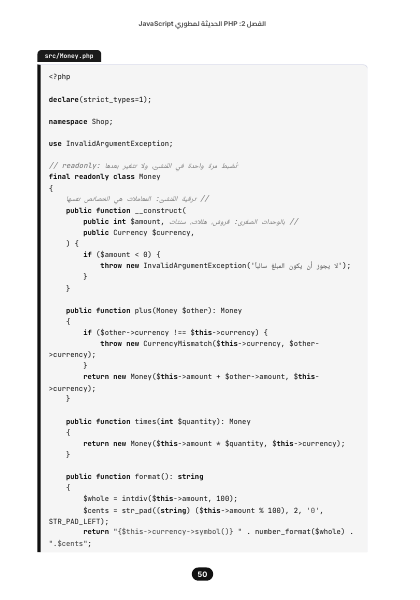 الفصل 2: PHP الحديثة لمطوري JavaScript
src/Money.php
<?php
declare(strict_types=1);
namespace Shop;
use InvalidArgumentException;
// readonly: تضبط مرة واحدة في المُنشئ، ولا تتغير بعدها
final readonly class Money
{
// ترقية المُنشئ: المعاملات هي الخصائص نفسها
public function __construct(
public int $amount, // بالوحدات الصغرى: قروش، هللات، سنتات
public Currency $currency,
) {
if ($amount < 0) {
throw new InvalidArgumentException('لا يجوز أن يكون المبلغ سالباً');
}
}
public function plus(Money $other): Money
{
if ($other->currency !== $this->currency) {
throw new CurrencyMismatch($this->currency, $other-
>currency);
}
return new Money($this->amount + $other->amount, $this-
>currency);
}
public function times(int $quantity): Money
{
return new Money($this->amount * $quantity, $this->currency);
}
public function format(): string
{
$whole = intdiv($this->amount, 100);
$cents = str_pad((string) ($this->amount % 100), 2, '0',
STR_PAD_LEFT);
return "{$this->currency->symbol()} " . number_format($whole) .
".$cents";
50